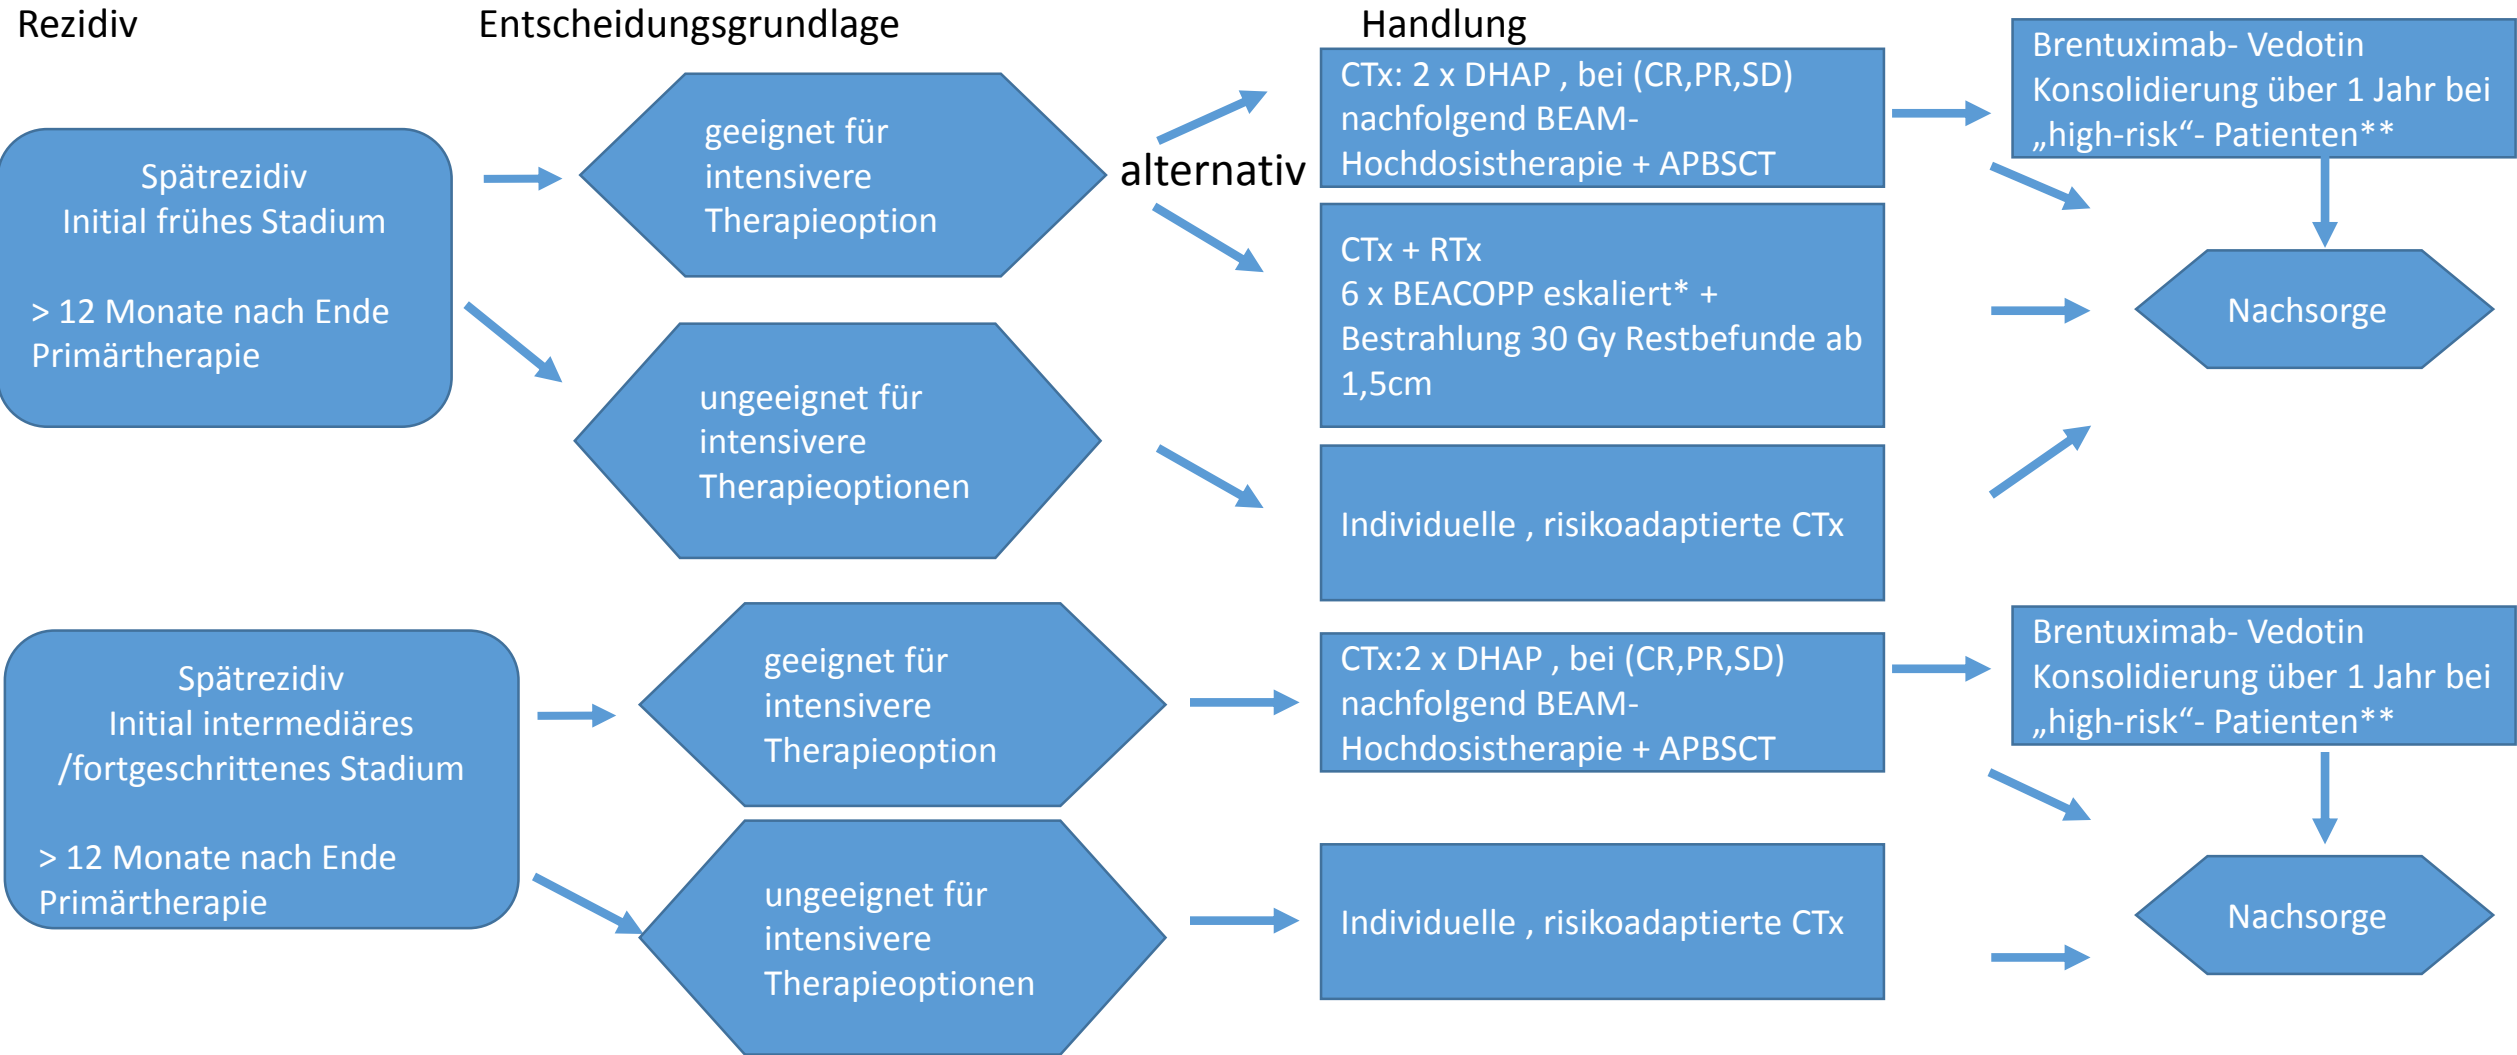 Rezidiv
Entscheidungsgrundlage
Handlung
Spätrezidiv
Initial frühes Stadium
> 12 Monate nach Ende
Primärtherapie
geeignet für
intensivere
Therapieoption
alternativ
CTx: 2 x DHAP , bei (CR,PR,SD)
nachfolgend BEAM-
Hochdosistherapie + APBSCT
Brentuximab- Vedotin
Konsolidierung über 1 Jahr bei
„high-risk“- Patienten**
CTx + RTx
6 x BEACOPP eskaliert* +
Bestrahlung 30 Gy Restbefunde ab
1,5cm
Nachsorge
ungeeignet für
intensivere
Therapieoptionen
Individuelle , risikoadaptierte CTx
Spätrezidiv
Initial intermediäres
/fortgeschrittenes Stadium
> 12 Monate nach Ende
Primärtherapie
geeignet für
intensivere
Therapieoption
CTx:2 x DHAP , bei (CR,PR,SD)
nachfolgend BEAM-
Hochdosistherapie + APBSCT
Brentuximab- Vedotin
Konsolidierung über 1 Jahr bei
„high-risk“- Patienten**
ungeeignet für
intensivere
Therapieoptionen
Individuelle , risikoadaptierte CTx
Nachsorge